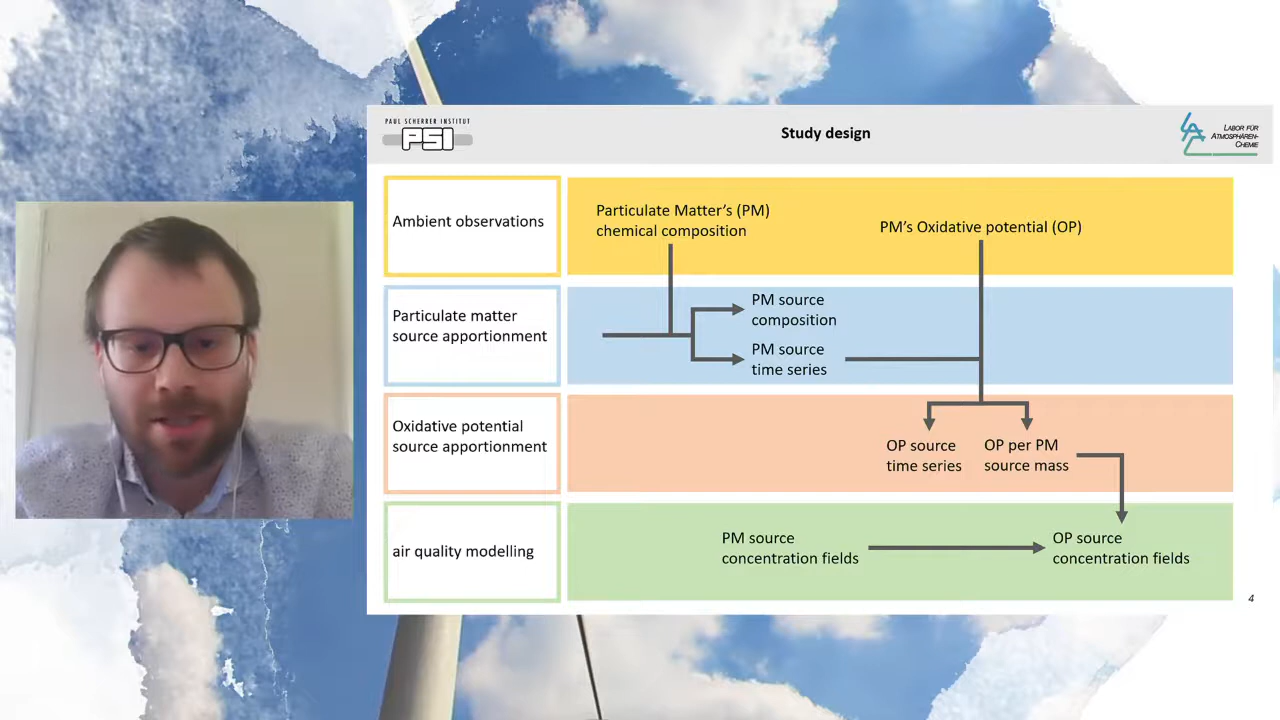 PAUL SCHERRER INSTITUT
PSI
Study design
LAC
LABOR FÜR
ATMOSPHÄREN-
CHEMIE
Ambient observations
Particulate Matter's (PM)
chemical composition
PM's Oxidative potential (OP)
Particulate matter
source apportionment
PM source
composition
PM source
time series
Oxidative potential
source apportionment
OP source
time series
OP per PM
source mass
air quality modelling
PM source
concentration fields
OP source
concentration fields
4